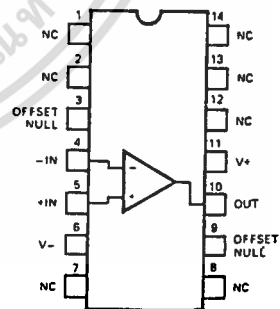 1
NC
2
NC
3
OFFSET
NULL
4
-IN
-
5
+IN
+
6
V-
7
NC
14
NC
13
NC
12
NC
11
V+
10
OUT
9
OFFSET
NULL
8
NC